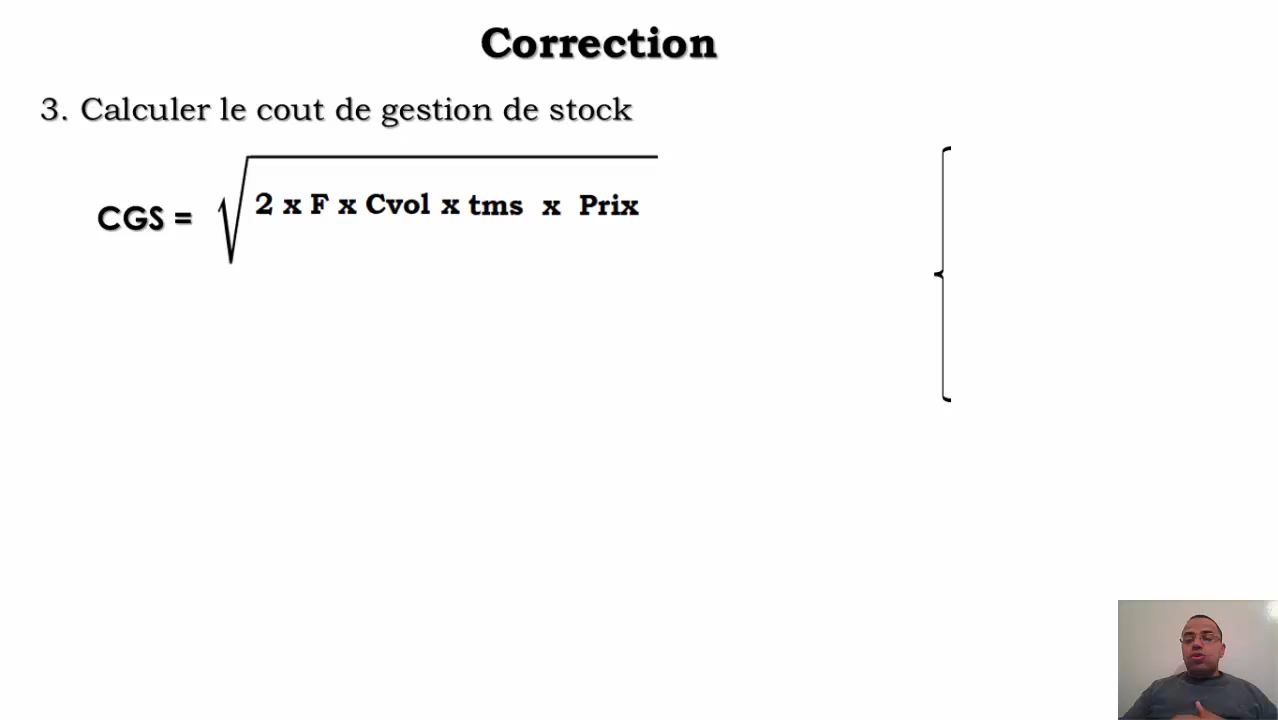 Correction
3. Calculer le cout de gestion de stock
CGS = √ 2 x F x Cvol x tms x Prix